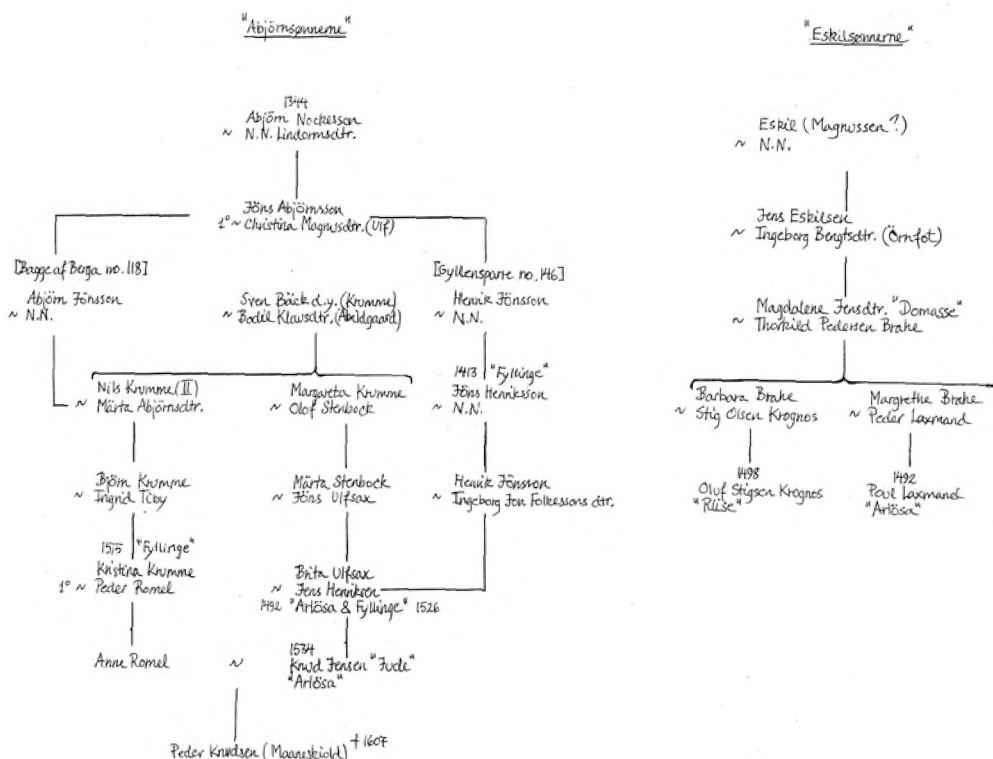 "Abjörnsønnerne"
1344
Abjörn Nockesson
~ N.N. Lindormsdtr.
Jöns Abjörnsson
1° ~ Christina Magnusdtr. (Ulf)
[Bagge af Berga no. 118]
Abjörn Jönsson
~ N.N.
Sven Bäck d.y. (Krumme)
~ Bodil Klawsdtr. (Abildgaard)
[Gyllensparre no. 146]
Henrik Jönsson
~ N.N.
Nils Krumme (II)
~ Märta Abjörnsdtr.
Margareta Krumme
~ Olof Stenbock
1413 "Fyllinge"
Jöns Henriksson
~ N.N.
Björn Krumme
~ Ingrid Tiby
Märta Stenbock
~ Jöns Ulfsax
Henrik Jönsson
~ Ingeborg Jon Folkessons dtr.
1515 "Fyllinge"
Kristina Krumme
1° ~ Peder Romel
Brita Ulfsax
~ Jens Henriksen
1492 "Arlösa & Fyllinge" 1526
Anne Romel
~
1534
Knud Jensen "Jude"
"Arlösa"
Peder Knudsen (Maaneskiold) † 1607
"Eskilsønnerne"
Eskil (Magnussen?)
~ N.N.
Jens Eskilsen
~ Ingeborg Bengtsdtr. (Örnfot)
Magdalene Jensdtr. "Domasse"
~ Thorkild Pedersen Brahe
Barbara Brahe
~ Stig Olsen Krognos
Margrethe Brahe
~ Peder Laxmand
1498
Oluf Stigsen Krognos
1492
Poul Laxmand
"Arlösa"